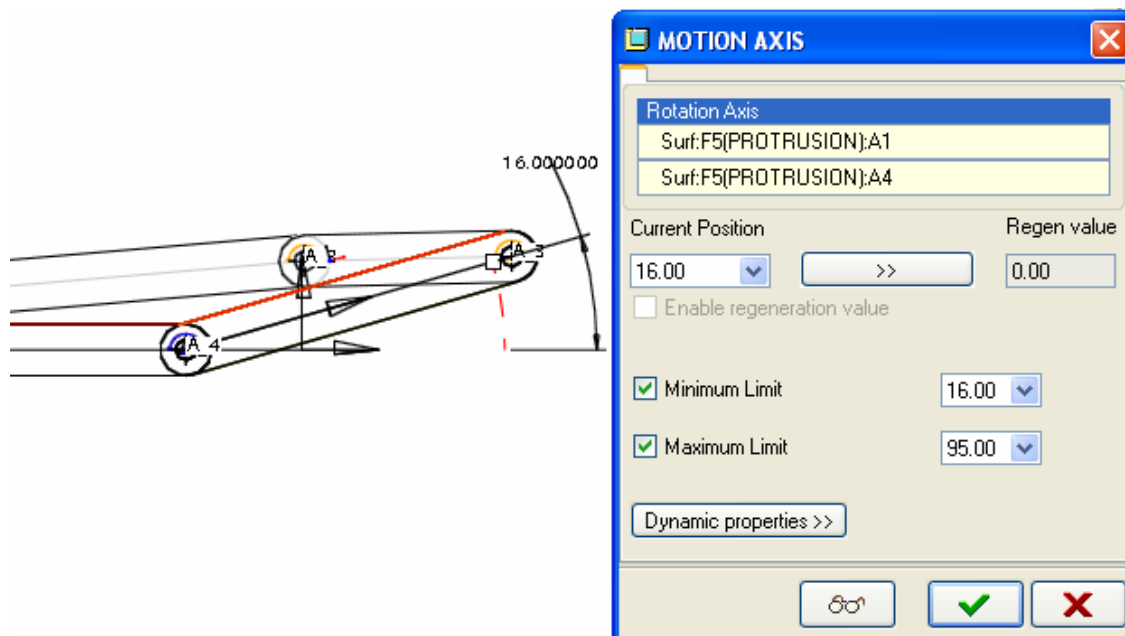 16.000000
A_3
A_4
MOTION AXIS
Rotation Axis
Surf:F5(PROTRUSION):A1
Surf:F5(PROTRUSION):A4
Current Position
Regen value
16.00
>>
0.00
Enable regeneration value
Minimum Limit
16.00
Maximum Limit
95.00
Dynamic properties >>